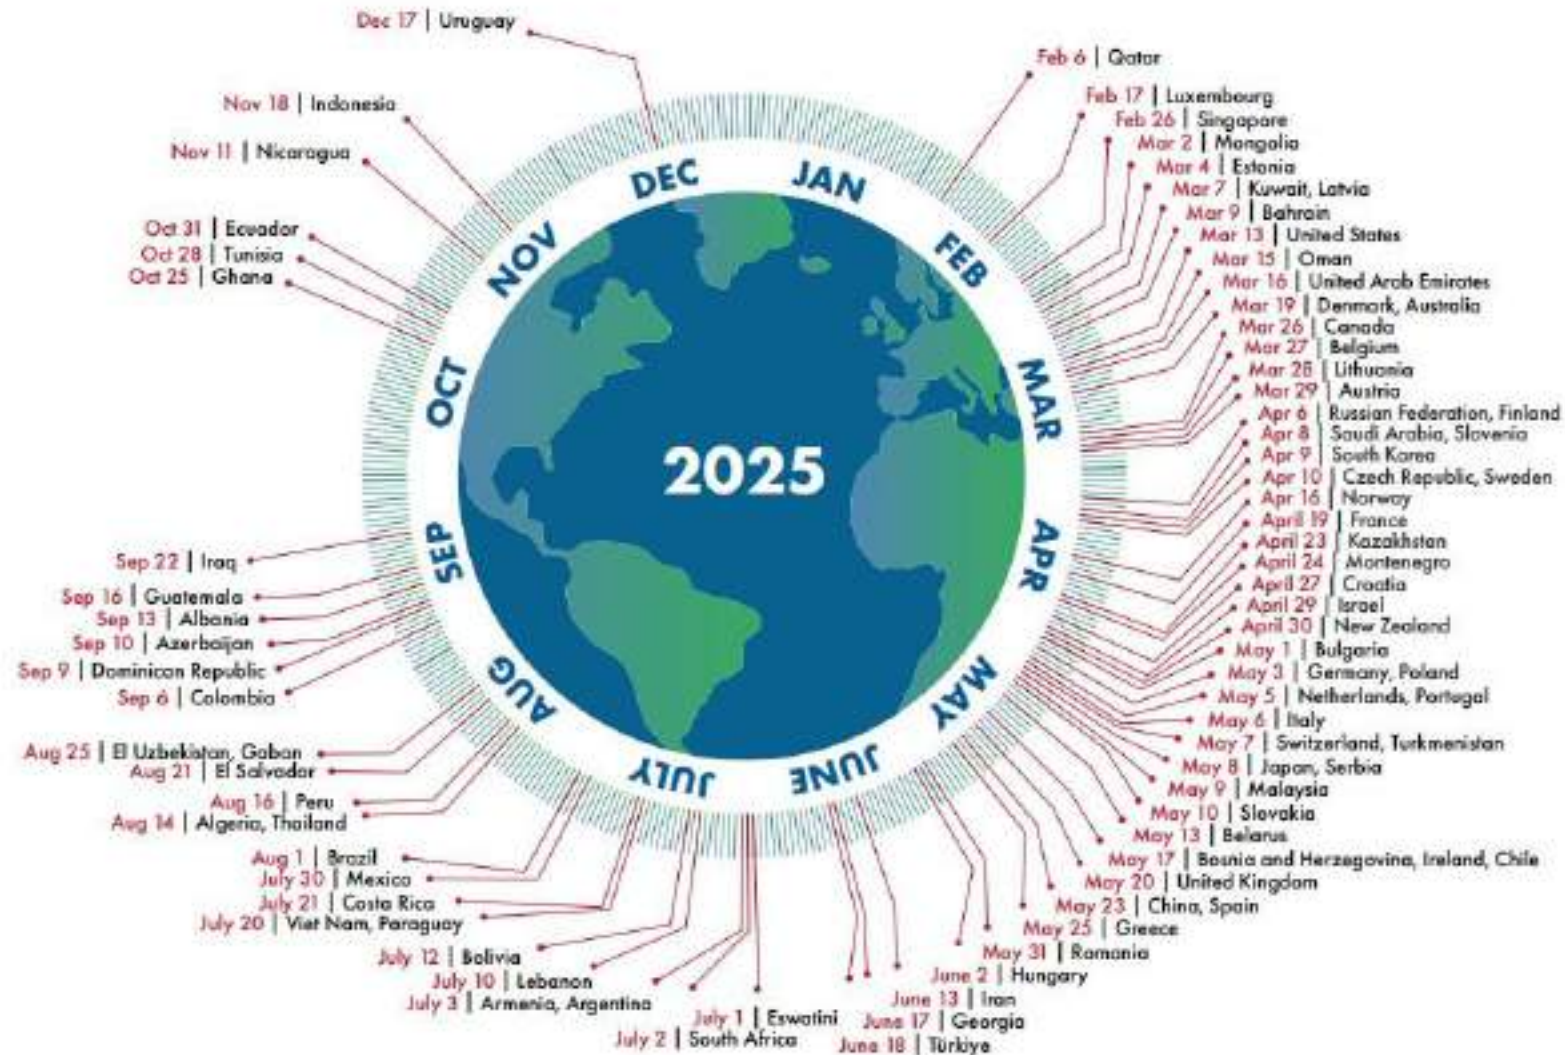 Dec 17 | Uruguay
Feb 6 | Qatar
Feb 17 | Luxembourg
Feb 26 | Singapore
Mar 2 | Mongolia
Mar 4 | Estonia
Mar 7 | Kuwait, Latvia
Mar 9 | Bahrain
Mar 13 | United States
Mar 15 | Oman
Mar 16 | United Arab Emirates
Mar 19 | Denmark, Australia
Mar 26 | Canada
Mar 27 | Belgium
Mar 28 | Lithuania
Mar 29 | Austria
Apr 6 | Russian Federation, Finland
Apr 8 | Saudi Arabia, Slovenia
Apr 9 | South Korea
Apr 10 | Czech Republic, Sweden
Apr 16 | Norway
April 19 | France
April 23 | Kazakhstan
April 24 | Montenegro
April 27 | Croatia
April 29 | Israel
April 30 | New Zealand
May 1 | Bulgaria
May 3 | Germany, Poland
May 5 | Netherlands, Portugal
May 6 | Italy
May 7 | Switzerland, Turkmenistan
May 8 | Japan, Serbia
May 9 | Malaysia
May 10 | Slovakia
May 13 | Belarus
May 17 | Bosnia and Herzegovina, Ireland, Chile
May 20 | United Kingdom
May 23 | China, Spain
May 25 | Greece
May 31 | Romania
June 2 | Hungary
June 13 | Iran
June 17 | Georgia
June 18 | Türkiye
July 1 | Eswatini
July 2 | South Africa
July 3 | Armenia, Argentina
July 10 | Lebanon
July 12 | Bolivia
July 20 | Viet Nam, Paraguay
July 21 | Costa Rica
July 30 | Mexico
Aug 1 | Brazil
Aug 14 | Algeria, Thailand
Aug 16 | Peru
Aug 21 | El Salvador
Aug 25 | El Uzbekistan, Gabon
Sep 6 | Colombia
Sep 9 | Dominican Republic
Sep 10 | Azerbaijan
Sep 13 | Albania
Sep 16 | Guatemala
Sep 22 | Iraq
Oct 25 | Ghana
Oct 28 | Tunisia
Oct 31 | Ecuador
Nov 11 | Nicaragua
Nov 18 | Indonesia
JAN
FEB
MAR
APR
MAY
JUNE
JULY
AUG
SEP
OCT
NOV
DEC
2025